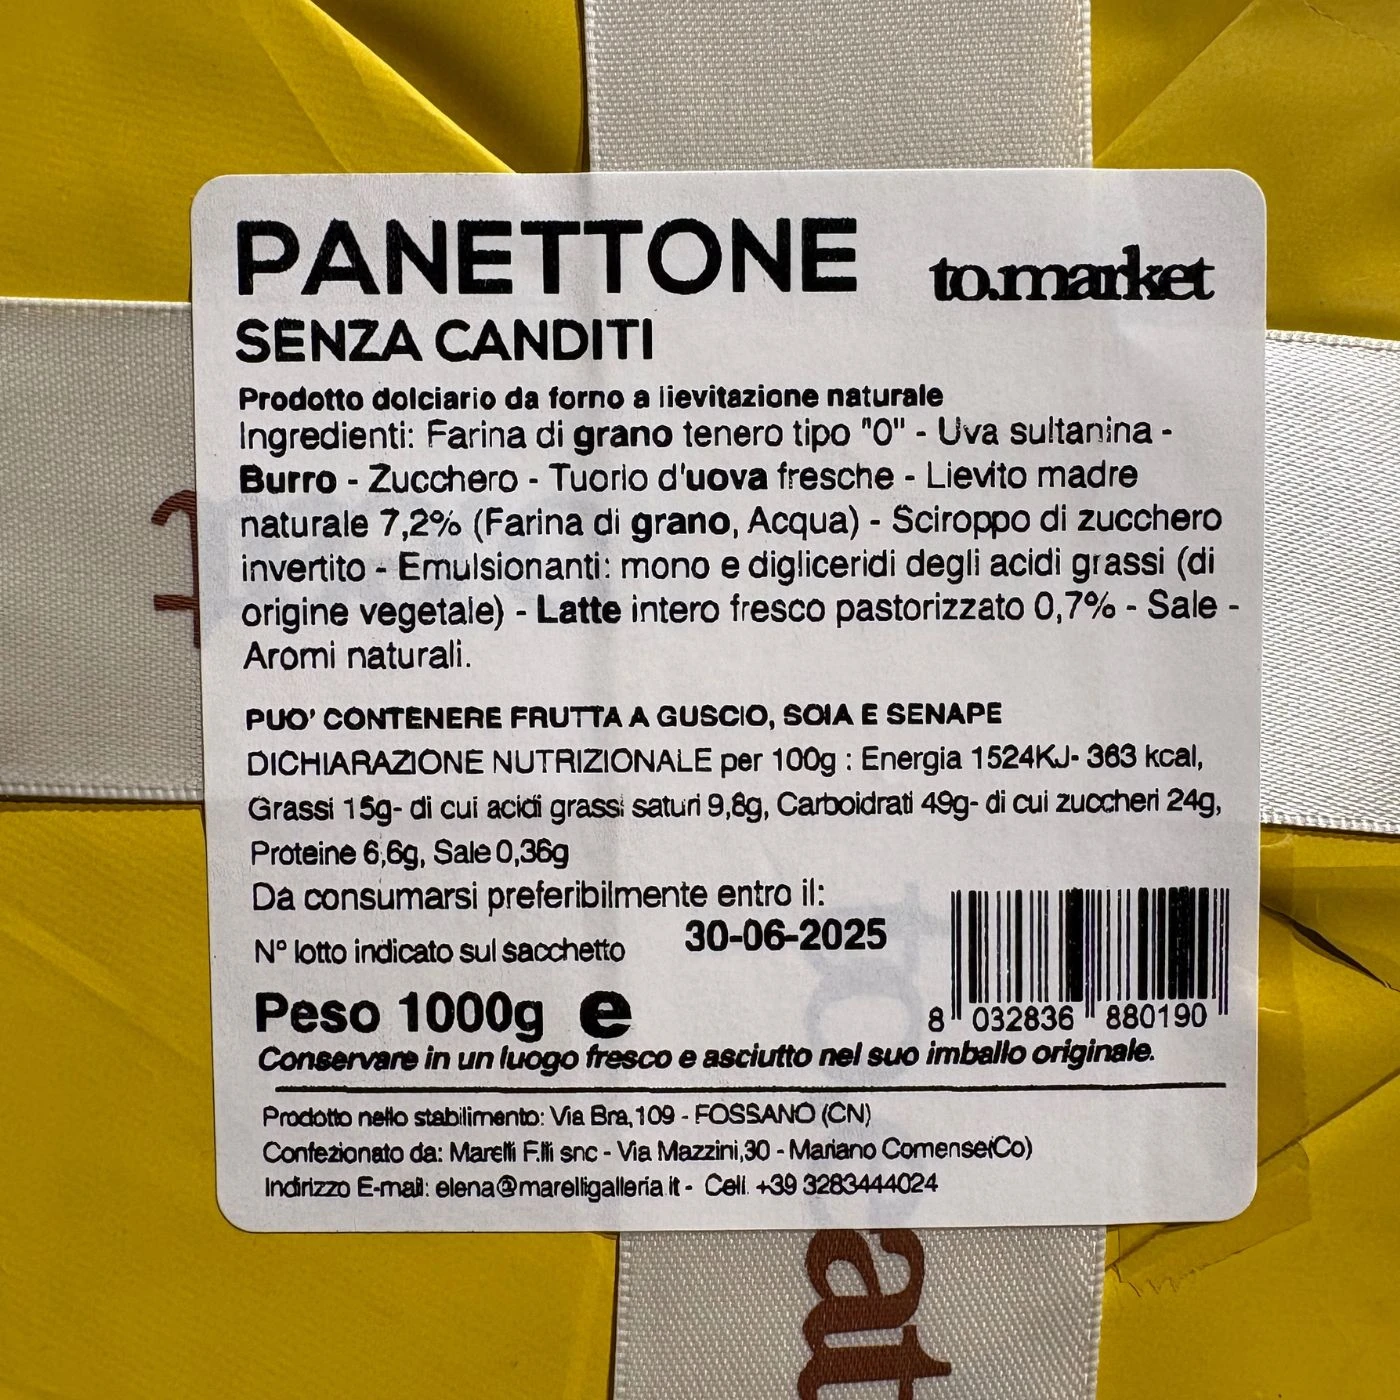 PANETTONE
to.market
SENZA CANDITI
Prodotto dolciario da forno a lievitazione naturale
Ingredienti: Farina di grano tenero tipo "0" - Uva sultanina -
Burro - Zucchero - Tuorlo d'uova fresche - Lievito madre
naturale 7,2% (Farina di grano, Acqua) - Sciroppo di zucchero
invertito - Emulsionanti: mono e digliceridi degli acidi grassi (di
origine vegetale) - Latte intero fresco pastorizzato 0,7% - Sale -
Aromi naturali.
PUO' CONTENERE FRUTTA A GUSCIO, SOIA E SENAPE
DICHIARAZIONE NUTRIZIONALE per 100g : Energia 1524KJ- 363 kcal,
Grassi 15g- di cui acidi grassi saturi 9,8g, Carboidrati 49g- di cui zuccheri 24g,
Proteine 6,6g, Sale 0,36g
Da consumarsi preferibilmente entro il:
30-06-2025
N° lotto indicato sul sacchetto
Peso 1000g e
8 032836 880190
Conservare in un luogo fresco e asciutto nel suo imballo originale.
Prodotto nello stabilimento: Via Bra,109 - FOSSANO (CN)
Confezionato da: Marelli F.lli snc - Via Mazzini,30 - Mariano Comense(Co)
Indirizzo E-mail: elena@marelligalleria.it - Cell. +39 3283444024
at